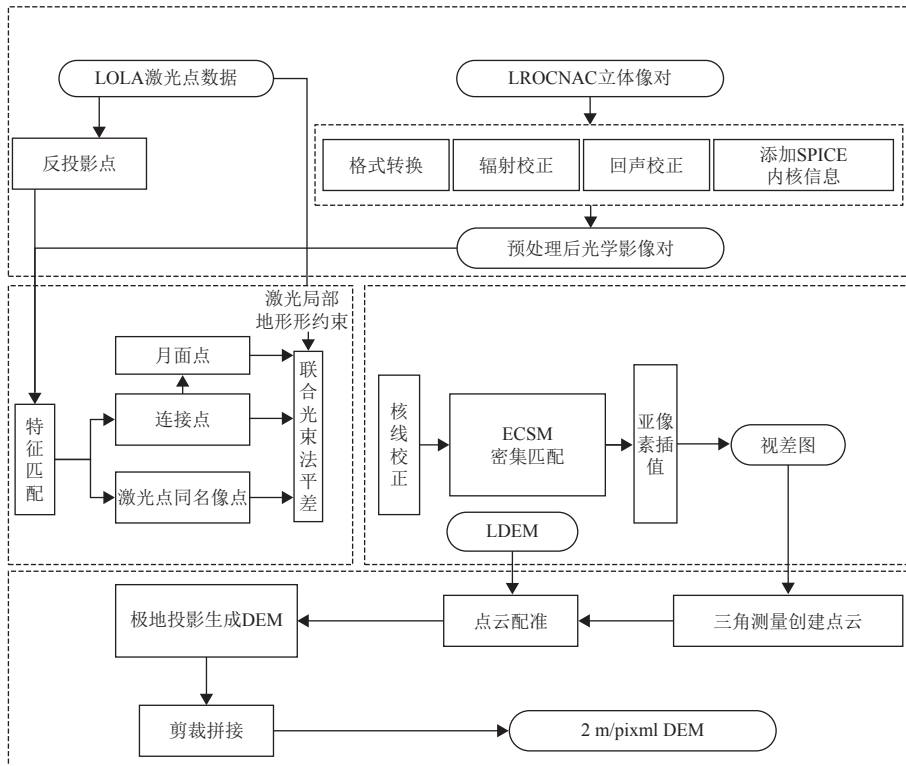 LOLA激光点数据
LROCNAC立体像对
反投影点
格式转换
辐射校正
回声校正
添加SPICE
内核信息
预处理后光学影像对
激光局部
地形形约束
月面点
连接点
激光点同名像点
特征匹配
联合光束法平差
核线校正
ECSM
密集匹配
亚像
素插
值
视差图
LDEM
极地投影生成DEM
点云配准
三角测量创建点云
剪裁拼接
2 m/pixml DEM